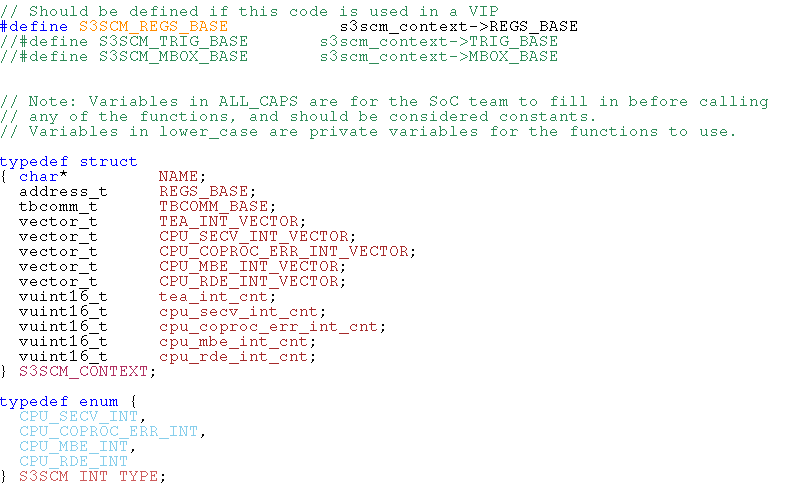 // Should be defined if this code is used in a VIP
#define S3SCM_REGS_BASE s3scm_context->REGS_BASE
//#define S3SCM_TRIG_BASE s3scm_context->TRIG_BASE
//#define S3SCM_MBOX_BASE s3scm_context->MBOX_BASE
// Note: Variables in ALL_CAPS are for the SoC team to fill in before calling
// any of the functions, and should be considered constants.
// Variables in lower_case are private variables for the functions to use.
typedef struct
{ char* NAME;
address_t REGS_BASE;
tbcomm_t TBCOMM_BASE;
vector_t TEA_INT_VECTOR;
vector_t CPU_SECV_INT_VECTOR;
vector_t CPU_COPROC_ERR_INT_VECTOR;
vector_t CPU_MBE_INT_VECTOR;
vector_t CPU_RDE_INT_VECTOR;
vuint16_t tea_int_cnt;
vuint16_t cpu_secv_int_cnt;
vuint16_t cpu_coproc_err_int_cnt;
vuint16_t cpu_mbe_int_cnt;
vuint16_t cpu_rde_int_cnt;
} S3SCM_CONTEXT;
typedef enum {
CPU_SECV_INT,
CPU_COPROC_ERR_INT,
CPU_MBE_INT,
CPU_RDE_INT
} S3SCM_INT_TYPE;